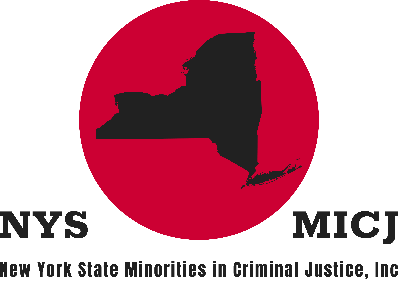 NYS MICJ
New York State Minorities in Criminal Justice, Inc